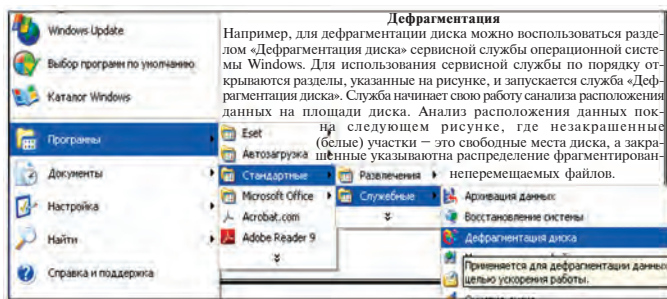 Дефрагментация
Например, для дефрагментации диска можно воспользоваться разде-
лом «Дефрагментация диска» сервисной службы операционной систе-
мы Windows. Для использования сервисной службы по порядку от-
крываются разделы, указанные на рисунке, и запускается служба «Деф-
рагментация диска». Служба начинает свою работу санализа расположения
данных на площади диска. Анализ расположения данных пок-
на следующем рисунке, где незакрашенные
(белые) участки — это свободные места диска, а закра-
шенные указываютна распределение фрагментирован-
неперемещаемых файлов.
Windows Update
Выбор программ по умолчанию
Каталог Windows
Программы
Документы
Настройка
Найти
Справка и поддержка
Eset
Автозагрузка
Стандартные
Microsoft Office
Acrobat.com
Adobe Reader 9
Развлечения
Служебные
Архивация данных
Восстановление системы
Дефрагментация диска
Применяется для дефрагментации данных
целью ускорения работы.